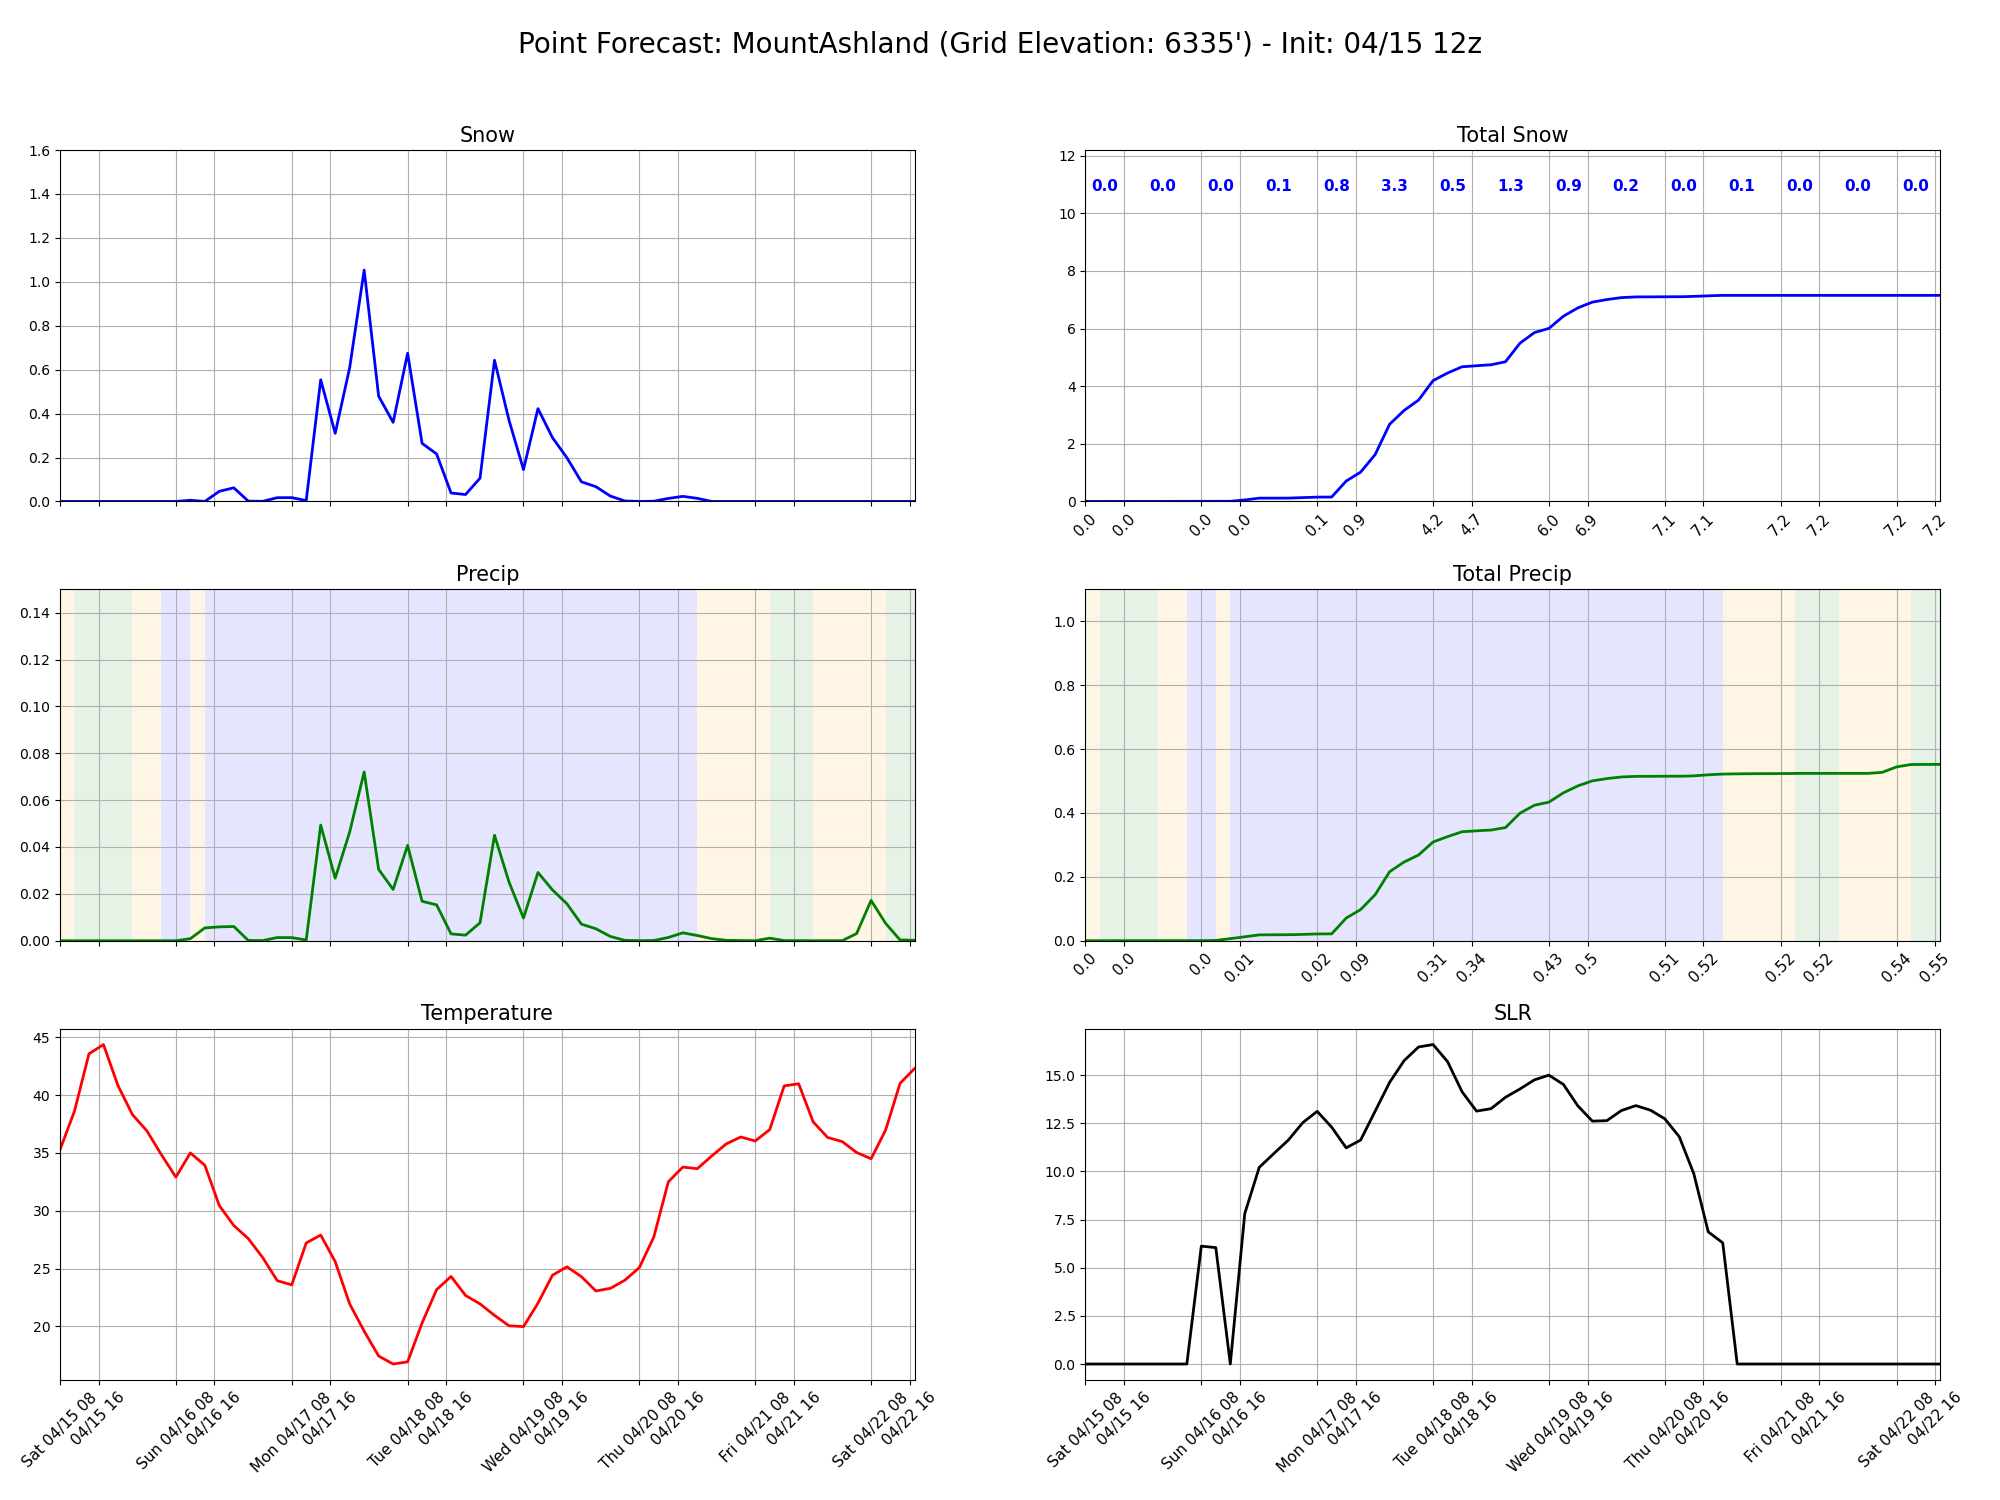 Point Forecast: MountAshland (Grid Elevation: 6335') - Init: 04/15 12z
Snow
1.6
1.4
1.2
1.0
0.8
0.6
0.4
0.2
0.0
Total Snow
12
10
8
6
4
2
0
0.0 0.0 0.0 0.1 0.8 3.3 0.5 1.3 0.9 0.2 0.0 0.1 0.0 0.0 0.0
0.0 0.0 0.0 0.0 0.1 0.9 4.2 4.7 6.0 6.9 7.1 7.1 7.2 7.2 7.2 7.2
Precip
0.14
0.12
0.10
0.08
0.06
0.04
0.02
0.00
Total Precip
1.0
0.8
0.6
0.4
0.2
0.0
0.0 0.0 0.0 0.01 0.02 0.09 0.31 0.34 0.43 0.5 0.51 0.52 0.52 0.52 0.54 0.55
Temperature
45
40
35
30
25
20
Sat 04/15 08
04/15 16
Sun 04/16 08
04/16 16
Mon 04/17 08
04/17 16
Tue 04/18 08
04/18 16
Wed 04/19 08
04/19 16
Thu 04/20 08
04/20 16
Fri 04/21 08
04/21 16
Sat 04/22 08
04/22 16
SLR
15.0
12.5
10.0
7.5
5.0
2.5
0.0
Sat 04/15 08
04/15 16
Sun 04/16 08
04/16 16
Mon 04/17 08
04/17 16
Tue 04/18 08
04/18 16
Wed 04/19 08
04/19 16
Thu 04/20 08
04/20 16
Fri 04/21 08
04/21 16
Sat 04/22 08
04/22 16